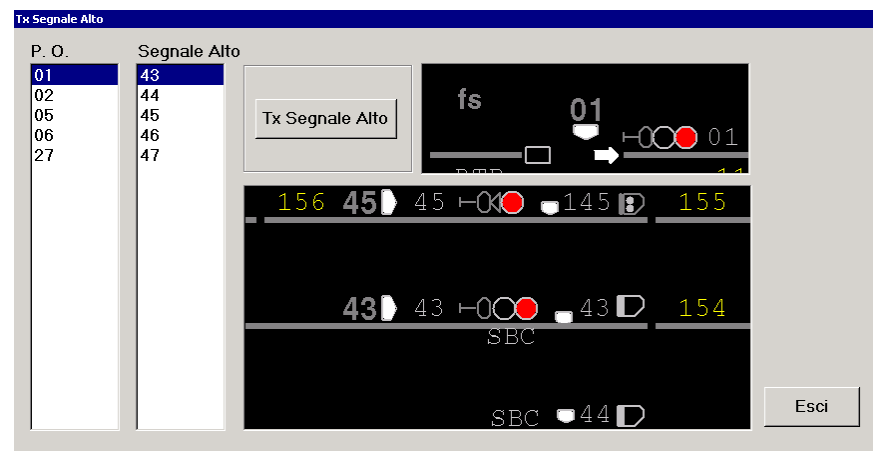 Tx Segnale Alto
P. O.
Segnale Alto
01
02
05
06
27
43
44
45
46
47
Tx Segnale Alto
fs
01
01
156 45 45 145 155
43 43 43 154
SBC
SBC 44
Esci